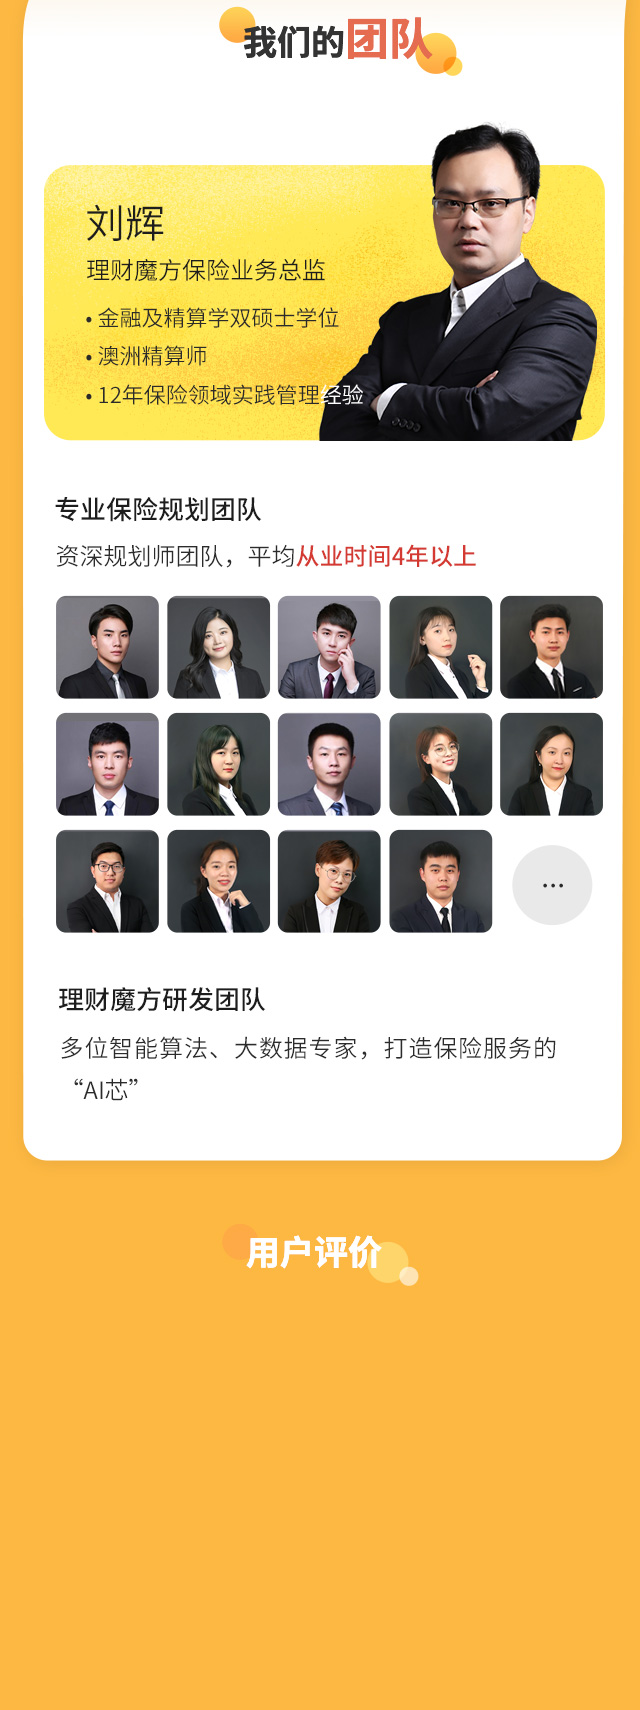 我们的团队
刘辉
理财魔方保险业务总监
• 金融及精算学双硕士学位
• 澳洲精算师
• 12年保险领域实践管理经验
专业保险规划团队
资深规划师团队，平均从业时间4年以上
...
理财魔方研发团队
多位智能算法、大数据专家，打造保险服务的
“AI芯”
用户评价